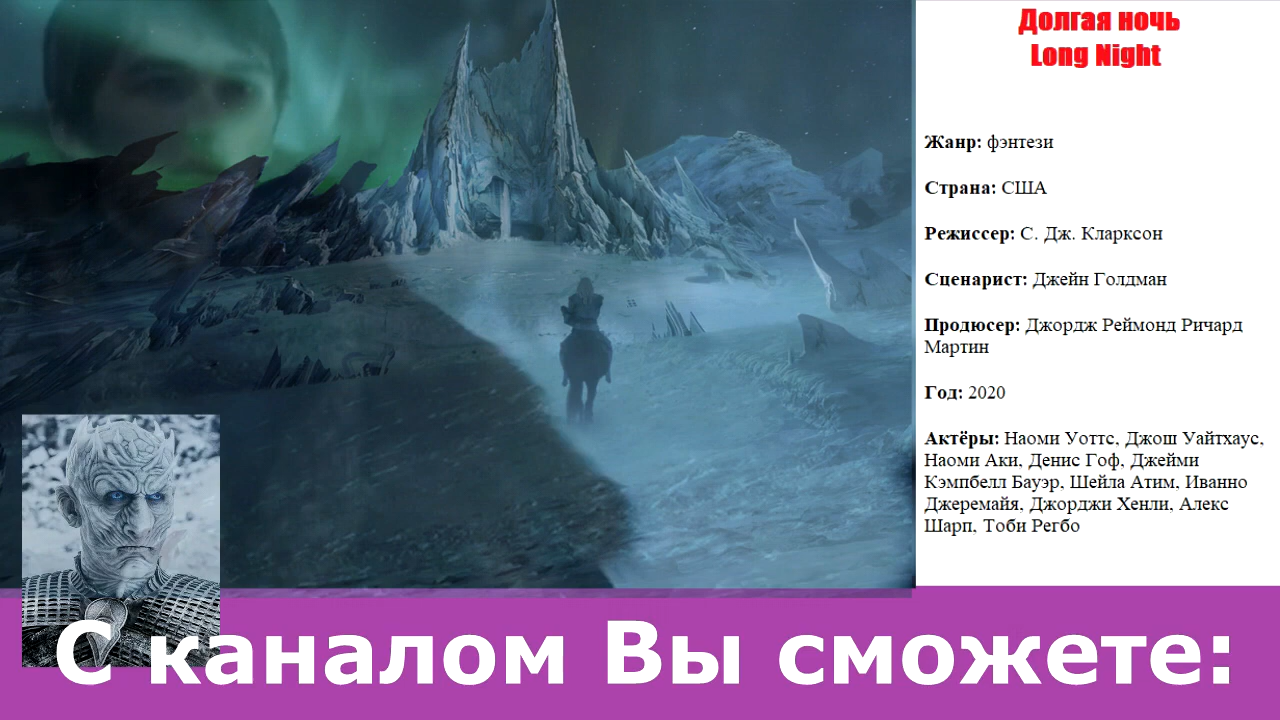 Долгая ночь
Long Night
Жанр: фэнтези
Страна: США
Режиссер: С. Дж. Кларксон
Сценарист: Джейн Голдман
Продюсер: Джордж Реймонд Ричард
Мартин
Год: 2020
Актёры: Наоми Уоттс, Джош Уайтхаус,
Наоми Аки, Денис Гоф, Джейми
Кэмпбелл Бауэр, Шейла Атим, Иванно
Джеремайя, Джорджи Хенли, Алекс
Шарп, Тоби Регбо
С каналом Вы сможете: